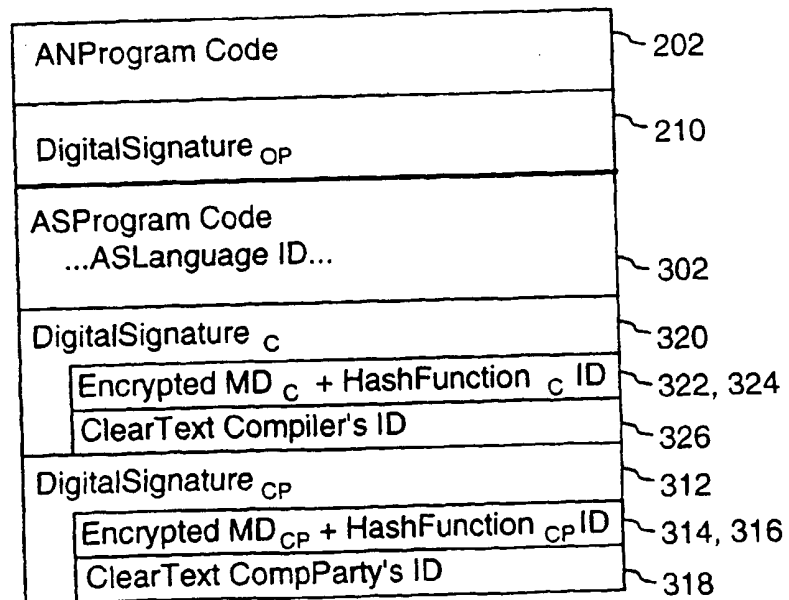 ANProgram Code 202
DigitalSignature OP 210
ASProgram Code
...ASLanguage ID... 302
DigitalSignature C 320
Encrypted MD C + HashFunction C ID 322, 324
ClearText Compiler's ID 326
DigitalSignature CP 312
Encrypted MD CP + HashFunction CP ID 314, 316
ClearText CompParty's ID 318